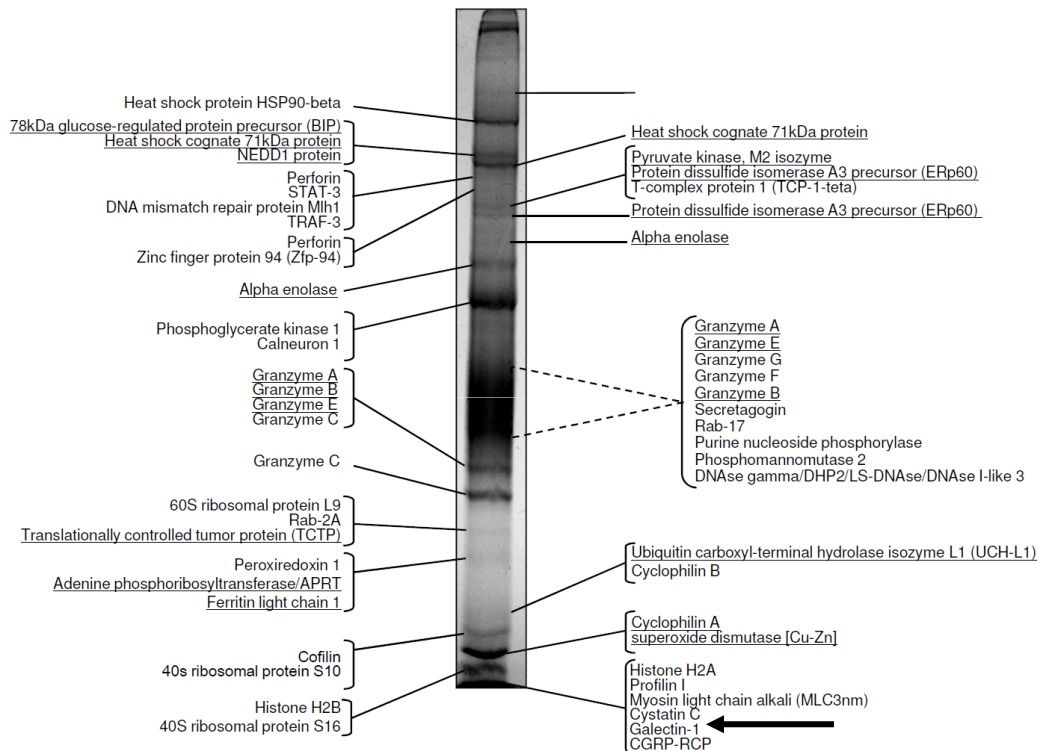 Heat shock protein HSP90-beta
78kDa glucose-regulated protein precursor (BIP)
Heat shock cognate 71kDa protein
NEDD1 protein
Perforin
STAT-3
DNA mismatch repair protein Mlh1
TRAF-3
Perforin
Zinc finger protein 94 (Zfp-94)
Alpha enolase
Phosphoglycerate kinase 1
Calneuron 1
Granzyme A
Granzyme B
Granzyme E
Granzyme C
Granzyme C
60S ribosomal protein L9
Rab-2A
Translationally controlled tumor protein (TCTP)
Peroxiredoxin 1
Adenine phosphoribosyltransferase/APRT
Ferritin light chain 1
Cofilin
40s ribosomal protein S10
Histone H2B
40S ribosomal protein S16
Heat shock cognate 71kDa protein
Pyruvate kinase, M2 isozyme
Protein dissulfide isomerase A3 precursor (ERp60)
T-complex protein 1 (TCP-1-teta)
Protein dissulfide isomerase A3 precursor (ERp60)
Alpha enolase
Granzyme A
Granzyme E
Granzyme G
Granzyme F
Granzyme B
Secretagogin
Rab-17
Purine nucleoside phosphorylase
Phosphomannomutase 2
DNAse gamma/DHP2/LS-DNAse/DNAse I-like 3
Ubiquitin carboxyl-terminal hydrolase isozyme L1 (UCH-L1)
Cyclophilin B
Cyclophilin A
superoxide dismutase [Cu-Zn]
Histone H2A
Profilin I
Myosin light chain alkali (MLC3nm)
Cystatin C
Galectin-1
CGRP-RCP